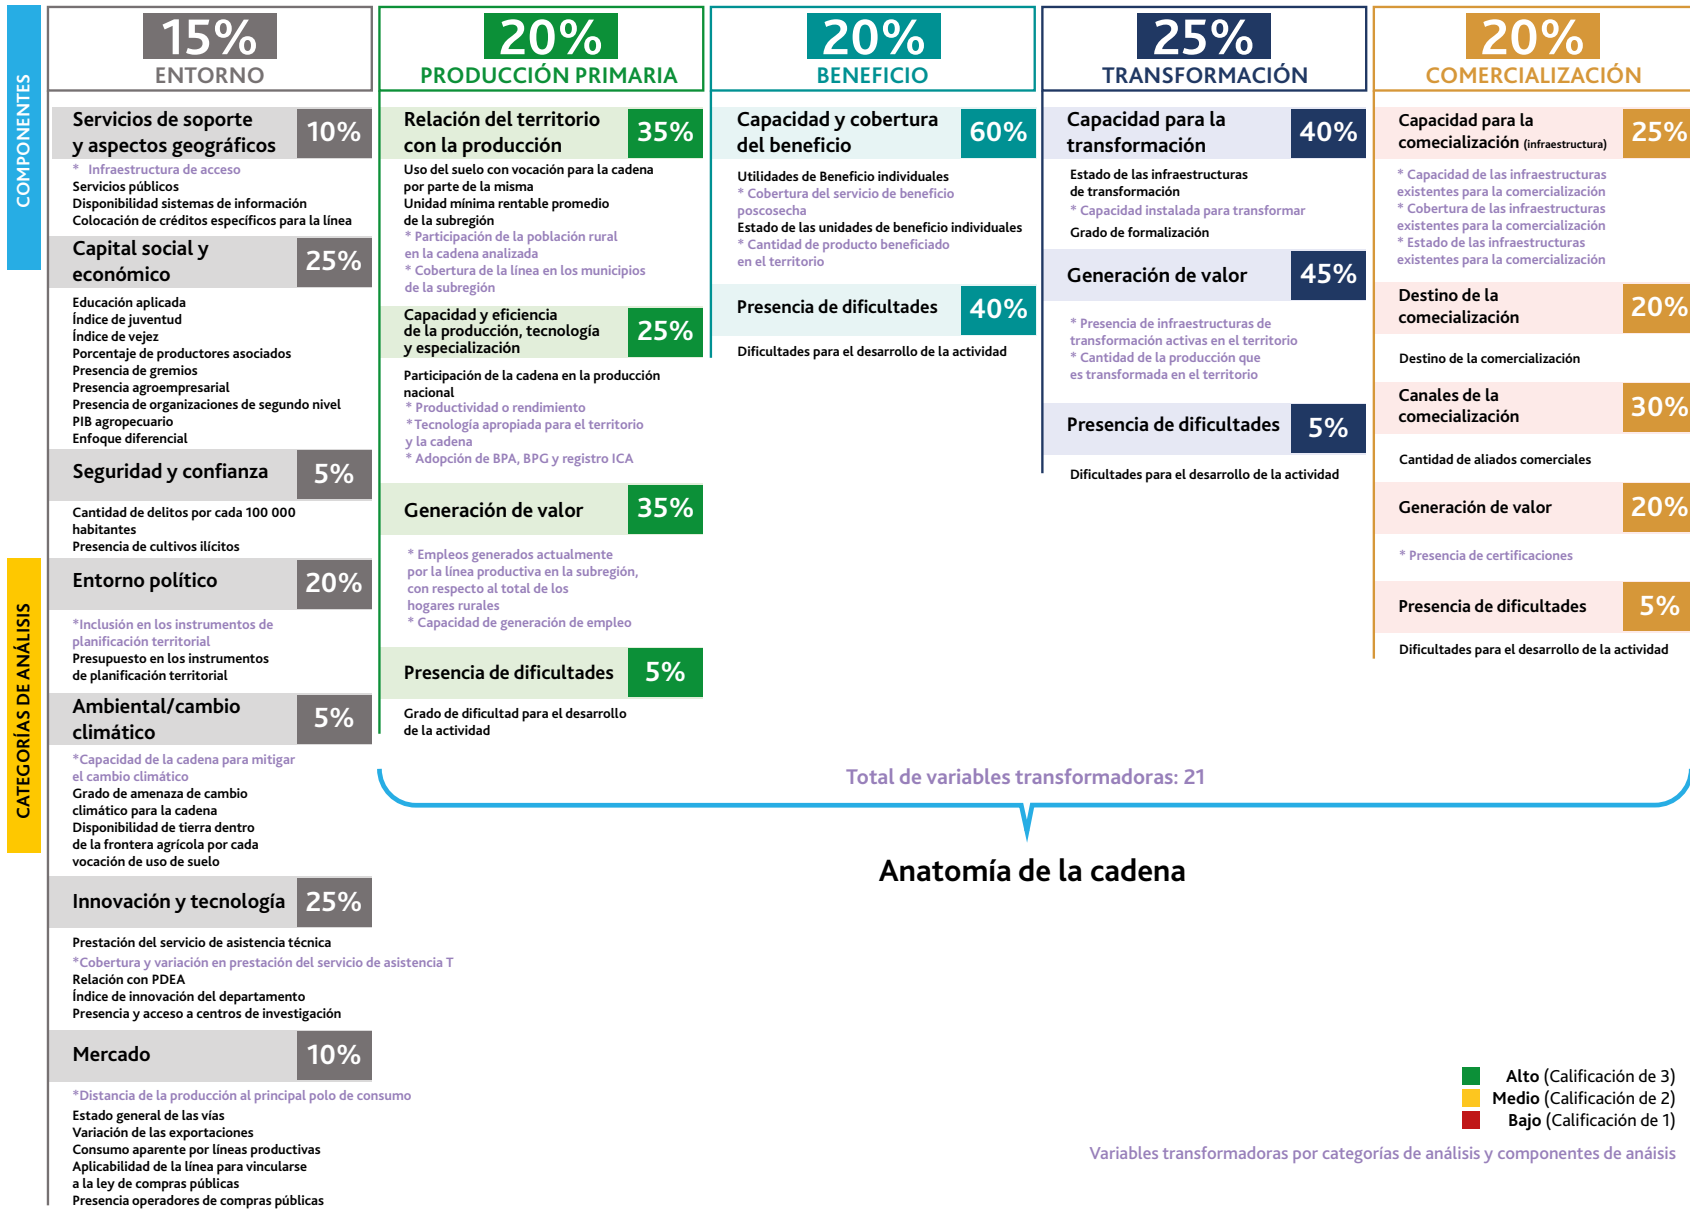 COMPONENTES
CATEGORÍAS DE ANÁLISIS
15%
ENTORNO
Servicios de soporte
y aspectos geográficos
10%
* Infraestructura de acceso
Servicios públicos
Disponibilidad sistemas de información
Colocación de créditos específicos para la línea
Capital social y
económico
25%
Educación aplicada
Índice de juventud
Índice de vejez
Porcentaje de productores asociados
Presencia de gremios
Presencia agroempresarial
Presencia de organizaciones de segundo nivel
PIB agropecuario
Enfoque diferencial
Seguridad y confianza
5%
Cantidad de delitos por cada 100 000
habitantes
Presencia de cultivos ilícitos
Entorno político
20%
*Inclusión en los instrumentos de
planificación territorial
Presupuesto en los instrumentos
de planificación territorial
Ambiental/cambio
climático
5%
*Capacidad de la cadena para mitigar
el cambio climático
Grado de amenaza de cambio
climático para la cadena
Disponibilidad de tierra dentro
de la frontera agrícola por cada
vocación de uso de suelo
Innovación y tecnología
25%
Prestación del servicio de asistencia técnica
*Cobertura y variación en prestación del servicio de asistencia T
Relación con PDEA
Índice de innovación del departamento
Presencia y acceso a centros de investigación
Mercado
10%
*Distancia de la producción al principal polo de consumo
Estado general de las vías
Variación de las exportaciones
Consumo aparente por líneas productivas
Aplicabilidad de la línea para vincularse
a la ley de compras públicas
Presencia operadores de compras públicas
20%
PRODUCCIÓN PRIMARIA
Relación del territorio
con la producción
35%
Uso del suelo con vocación para la cadena
por parte de la misma
Unidad mínima rentable promedio
de la subregión
* Participación de la población rural
en la cadena analizada
* Cobertura de la línea en los municipios
de la subregión
Capacidad y eficiencia
de la producción, tecnología
y especialización
25%
Participación de la cadena en la producción
nacional
* Productividad o rendimiento
*Tecnología apropiada para el territorio
y la cadena
* Adopción de BPA, BPG y registro ICA
Generación de valor
35%
* Empleos generados actualmente
por la línea productiva en la subregión,
con respecto al total de los
hogares rurales
* Capacidad de generación de empleo
Presencia de dificultades
5%
Grado de dificultad para el desarrollo
de la actividad
20%
BENEFICIO
Capacidad y cobertura
del beneficio
60%
Utilidades de Beneficio individuales
* Cobertura del servicio de beneficio
poscosecha
Estado de las unidades de beneficio individuales
* Cantidad de producto beneficiado
en el territorio
Presencia de dificultades
40%
Dificultades para el desarrollo de la actividad
25%
TRANSFORMACIÓN
Capacidad para la
transformación
40%
Estado de las infraestructuras
de transformación
* Capacidad instalada para transformar
Grado de formalización
Generación de valor
45%
* Presencia de infraestructuras de
transformación activas en el territorio
* Cantidad de la producción que
es transformada en el territorio
Presencia de dificultades
5%
Dificultades para el desarrollo de la actividad
20%
COMERCIALIZACIÓN
Capacidad para la
comecialización (infraestructura)
25%
* Capacidad de las infraestructuras
existentes para la comercialización
* Cobertura de las infraestructuras
existentes para la comercialización
* Estado de las infraestructuras
existentes para la comercialización
Destino de la
comecialización
20%
Destino de la comercialización
Canales de la
comecialización
30%
Cantidad de aliados comerciales
Generación de valor
20%
* Presencia de certificaciones
Presencia de dificultades
5%
Dificultades para el desarrollo de la actividad
Total de variables transformadoras: 21
Anatomía de la cadena
Alto (Calificación de 3)
Medio (Calificación de 2)
Bajo (Calificación de 1)
Variables transformadoras por categorías de análisis y componentes de anáisis